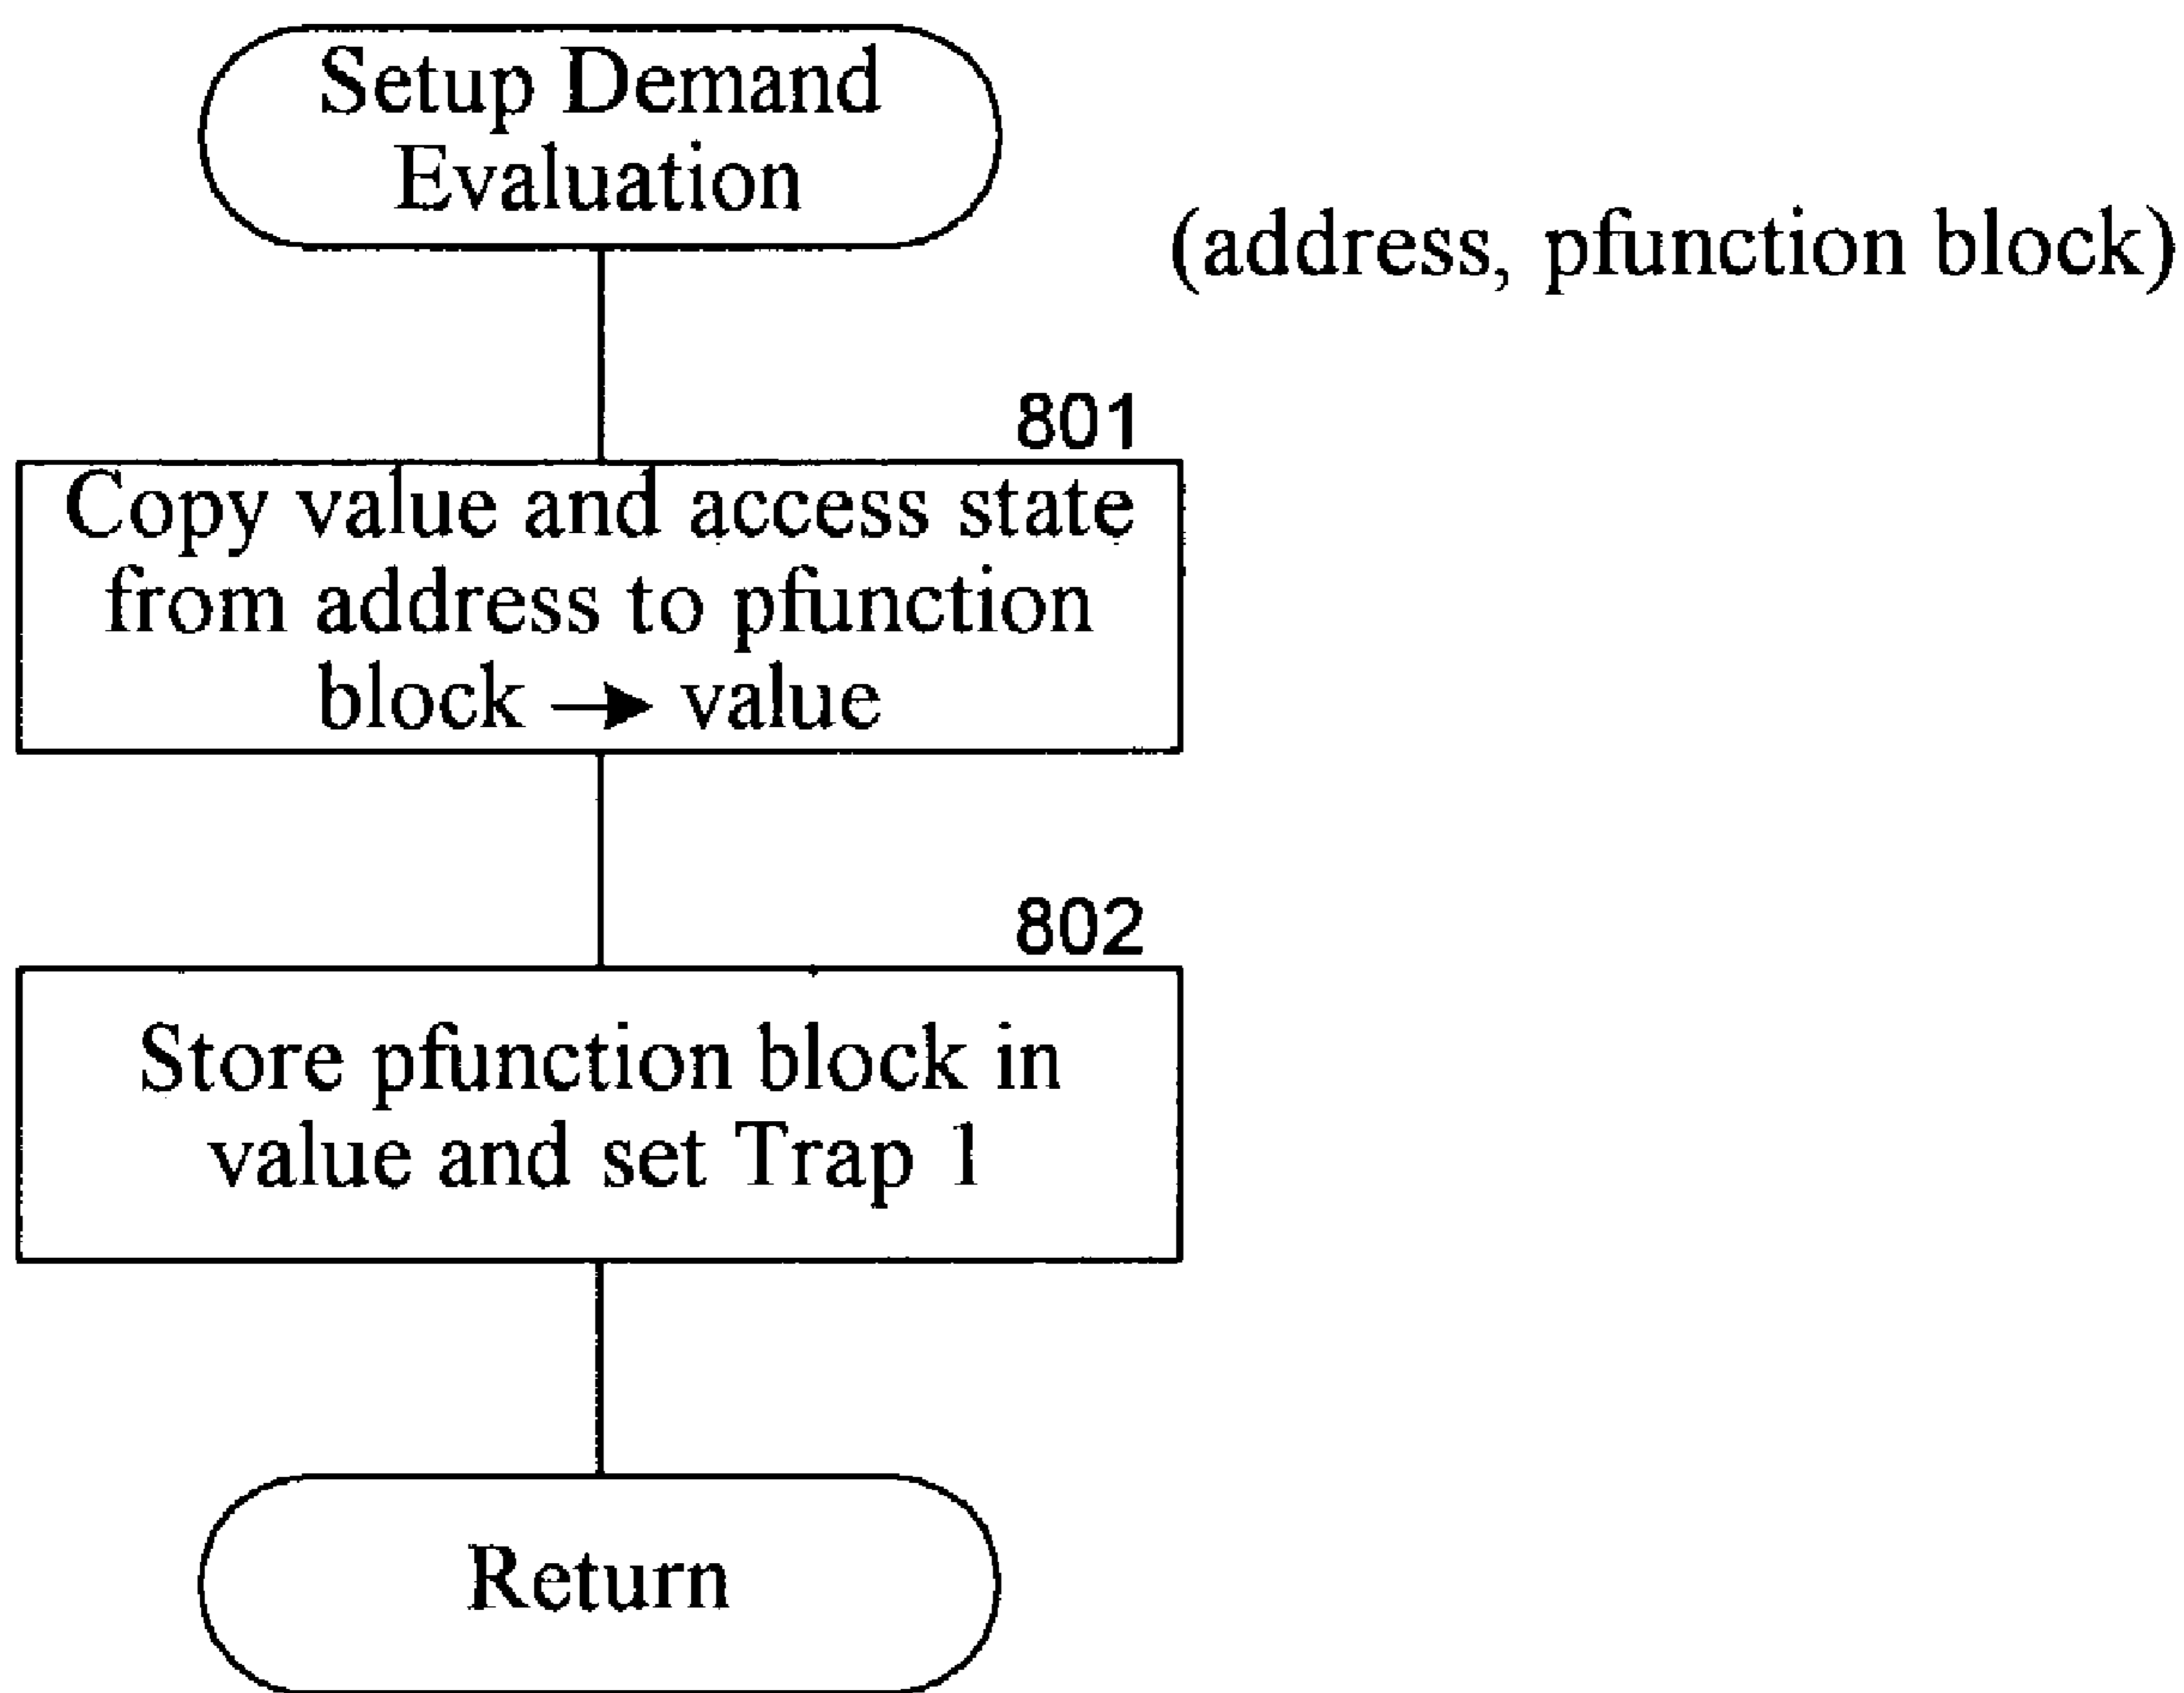 Setup Demand
Evaluation
(address, pfunction block)
801
Copy value and access state
from address to pfunction
block → value
802
Store pfunction block in
value and set Trap 1
Return